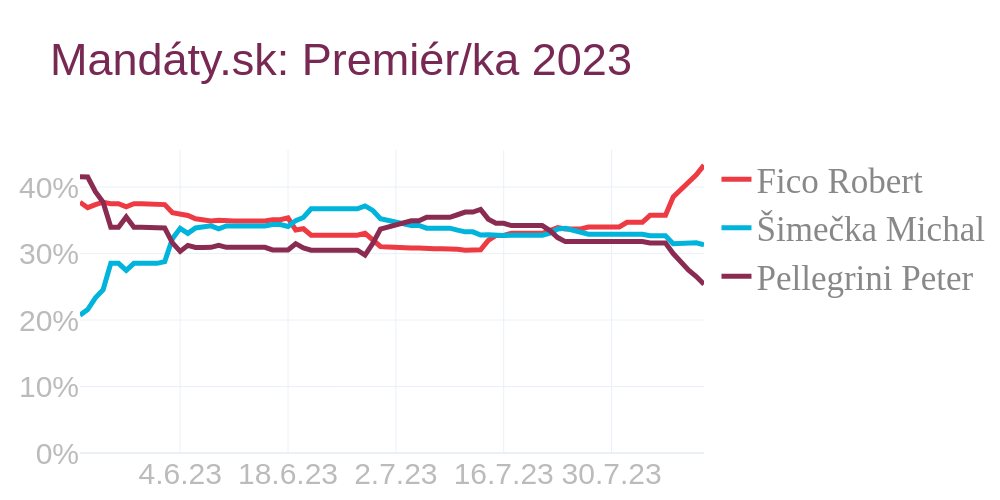 Mandáty.sk: Premiér/ka 2023
40%
30%
20%
10%
0%
4.6.23 18.6.23 2.7.23 16.7.23 30.7.23
Fico Robert
Šimečka Michal
Pellegrini Peter